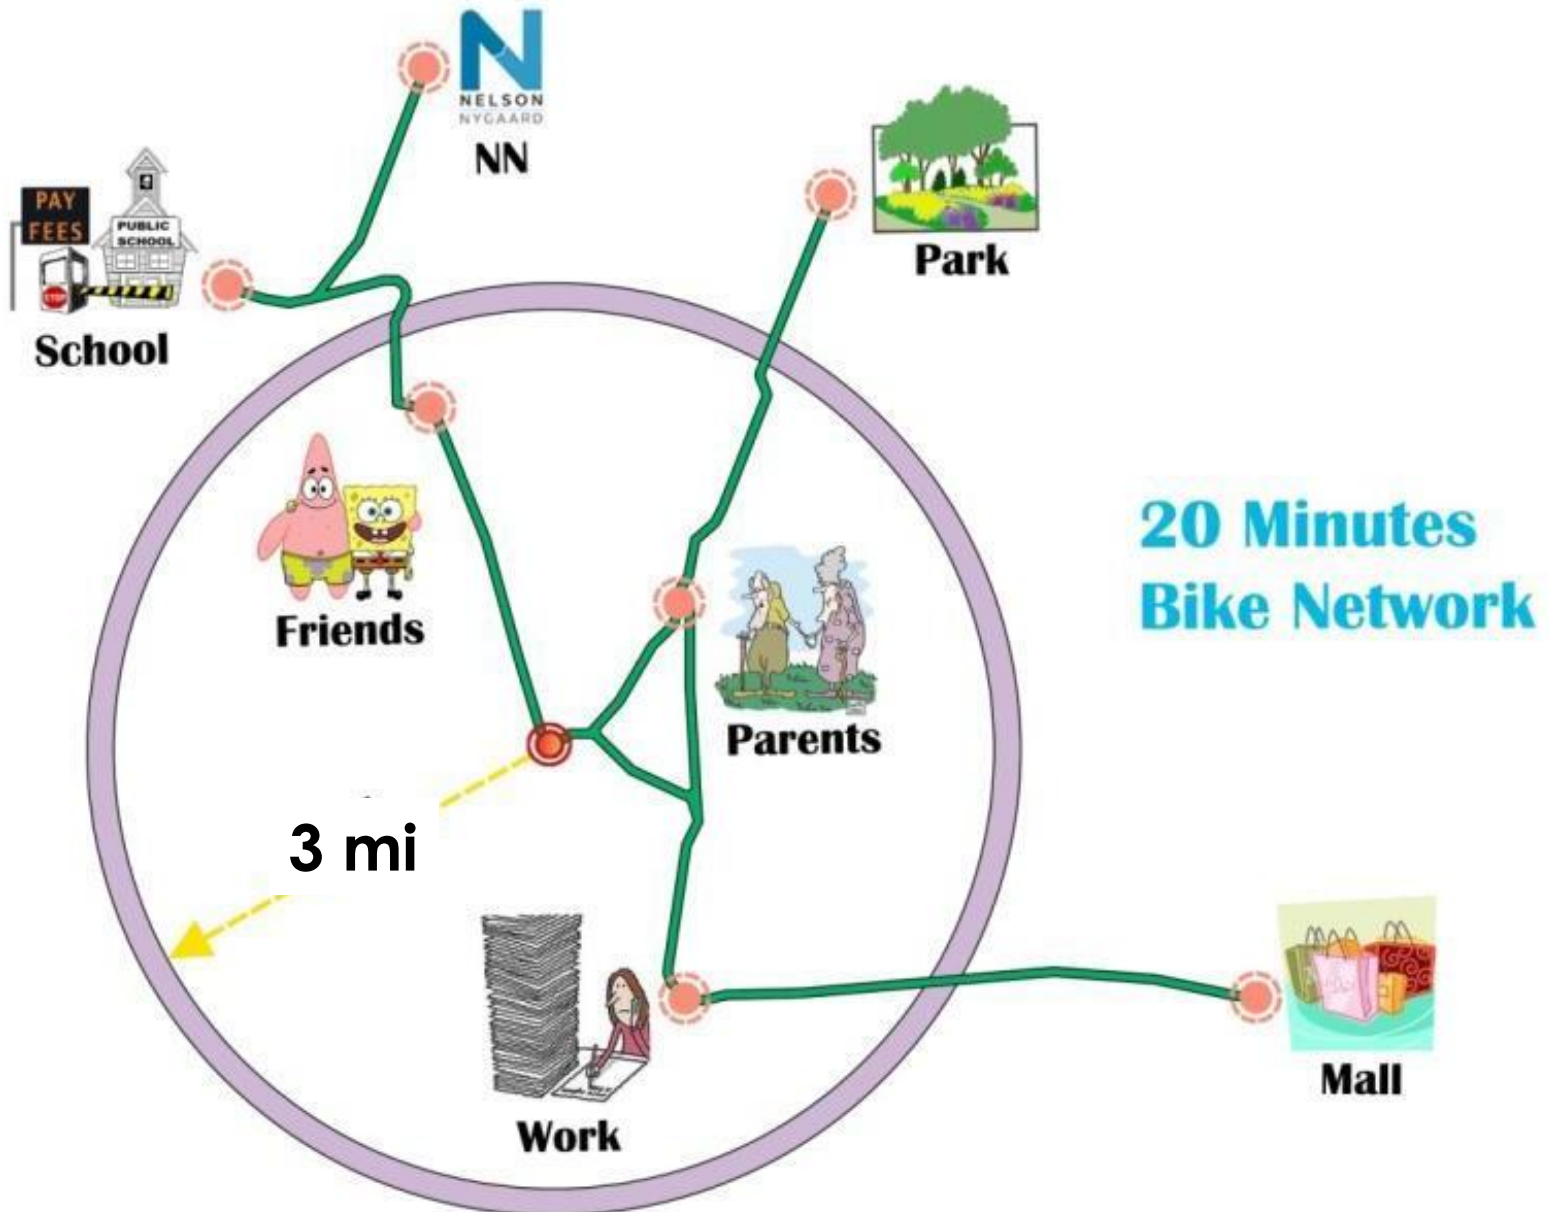 NELSON
NYGAARD
NN
PAY
FEES
PUBLIC
SCHOOL
STOP
School
Park
Friends
20 Minutes
Bike Network
Parents
3 mi
Work
Mall